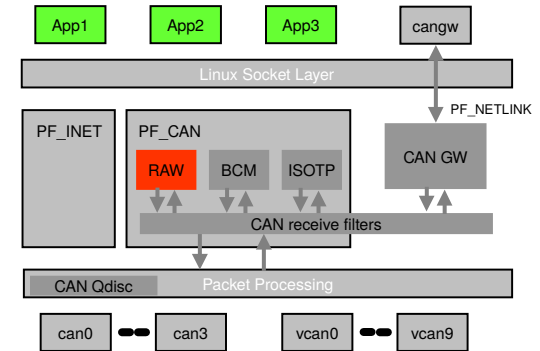 App1 App2 App3 cangw
Linux Socket Layer
PF_NETLINK
PF_INET PF_CAN
CAN GW
RAW BCM ISOTP
CAN receive filters
CAN Qdisc Packet Processing
can0 can3 vcan0 vcan9